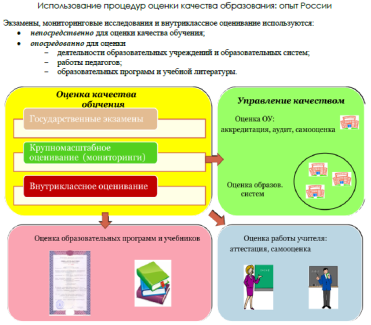 Использование процедур оценки качества образования: опыт России
Экзамены, мониторинговые исследования и внутриклассное оценивание используются:
• непосредственно для оценки качества обучения;
• опосредованно для оценки
– деятельности образовательных учреждений и образовательных систем;
– работы педагогов;
– образовательных программ и учебной литературы.
Оценка качества
обучения
Государственные экзамены
Крупномасштабное
оценивание (мониторинги)
Внутриклассное оценивание
Управление качеством
Оценка ОУ:
аккредитация, аудит, самооценка
Оценка образов.
систем
Оценка образовательных программ и учебников
Оценка работы учителя:
аттестация, самооценка